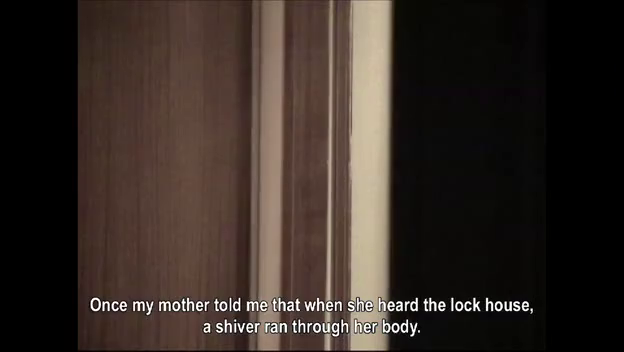 Once my mother told me that when she heard the lock house,
a shiver ran through her body.